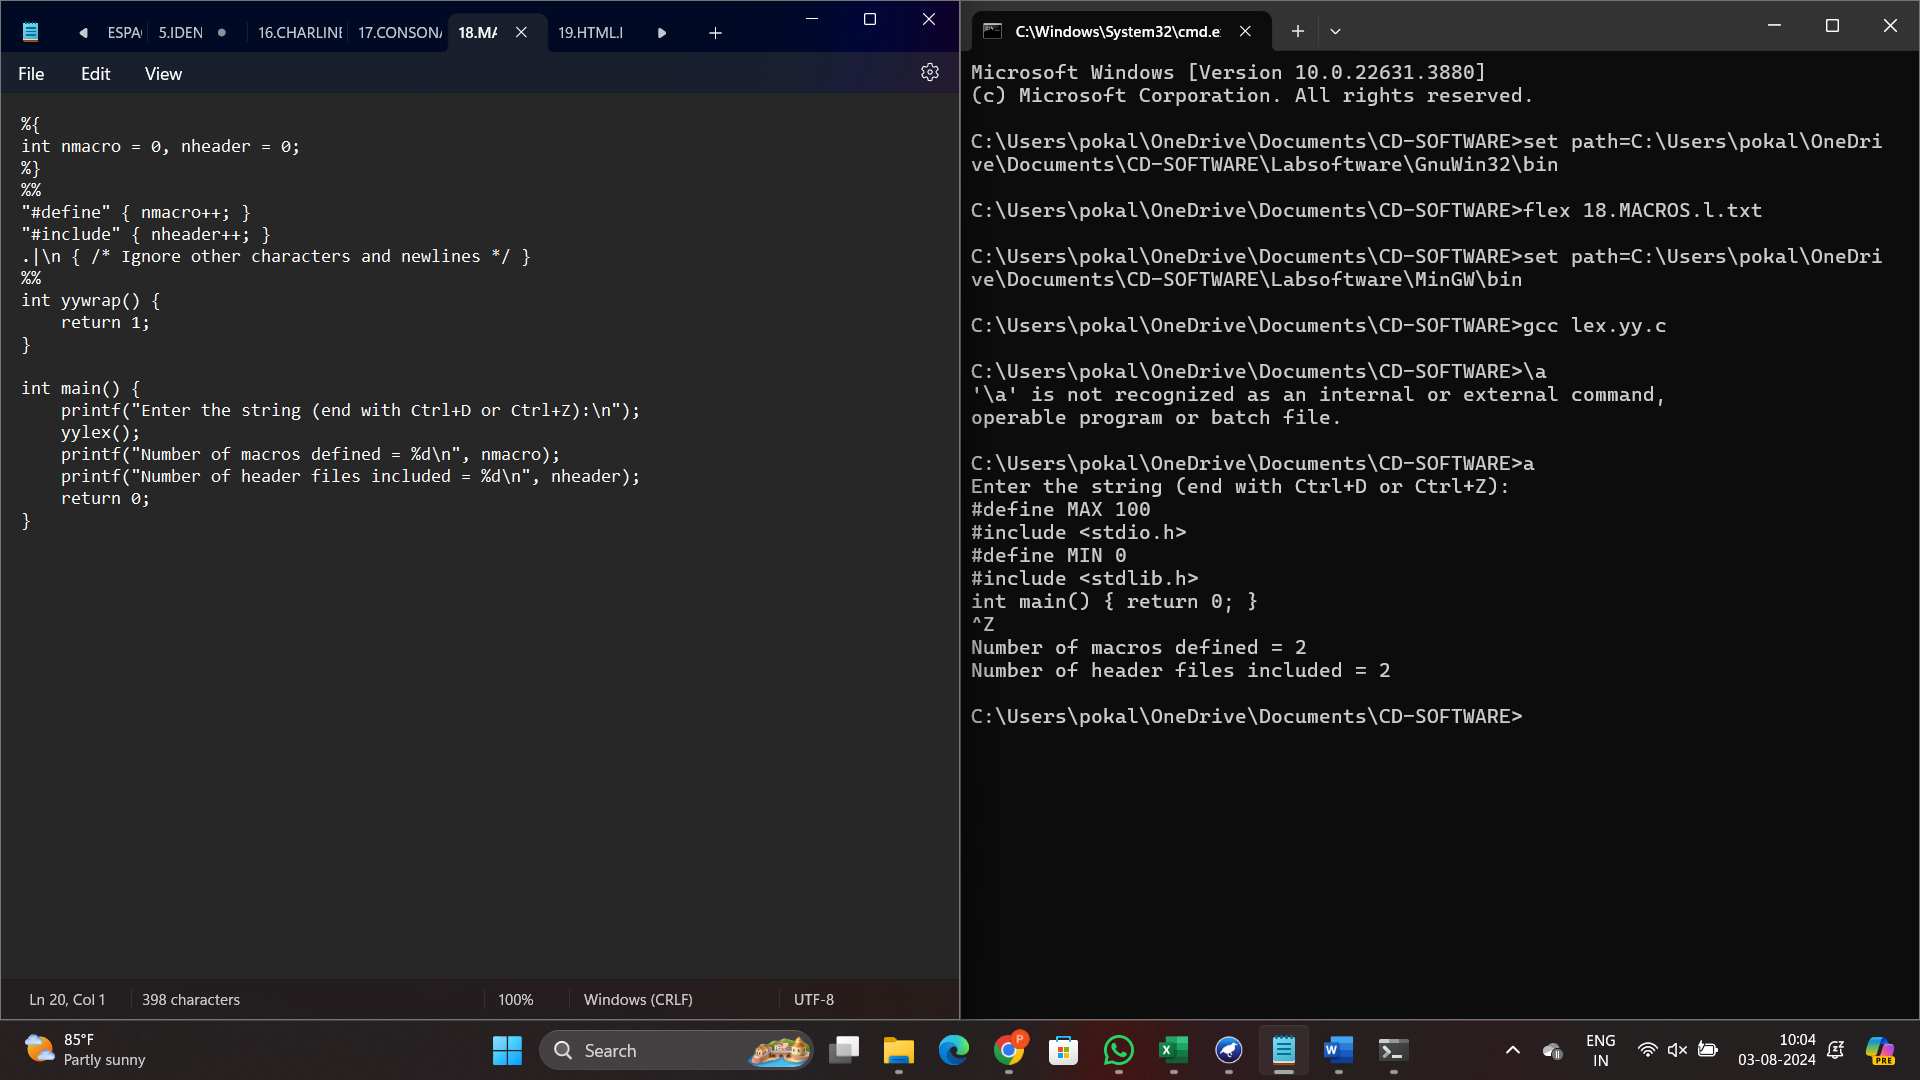 ESPA 5.IDEN 16.CHARLINE 17.CONSONA 18.MA 19.HTML.I
File Edit View
%{
int nmacro = 0, nheader = 0;
%}
%%
"#define" { nmacro++; }
"#include" { nheader++; }
.|\n { /* Ignore other characters and newlines */ }
%%
int yywrap() {
    return 1;
}
int main() {
    printf("Enter the string (end with Ctrl+D or Ctrl+Z):\n");
    yylex();
    printf("Number of macros defined = %d\n", nmacro);
    printf("Number of header files included = %d\n", nheader);
    return 0;
}
Ln 20, Col 1 398 characters 100% Windows (CRLF) UTF-8
C:\Windows\System32\cmd.e
Microsoft Windows [Version 10.0.22631.3880]
(c) Microsoft Corporation. All rights reserved.
C:\Users\pokal\OneDrive\Documents\CD-SOFTWARE>set path=C:\Users\pokal\OneDri
ve\Documents\CD-SOFTWARE\Labsoftware\GnuWin32\bin
C:\Users\pokal\OneDrive\Documents\CD-SOFTWARE>flex 18.MACROS.l.txt
C:\Users\pokal\OneDrive\Documents\CD-SOFTWARE>set path=C:\Users\pokal\OneDri
ve\Documents\CD-SOFTWARE\Labsoftware\MinGW\bin
C:\Users\pokal\OneDrive\Documents\CD-SOFTWARE>gcc lex.yy.c
C:\Users\pokal\OneDrive\Documents\CD-SOFTWARE>\a
'\a' is not recognized as an internal or external command,
operable program or batch file.
C:\Users\pokal\OneDrive\Documents\CD-SOFTWARE>a
Enter the string (end with Ctrl+D or Ctrl+Z):
#define MAX 100
#include <stdio.h>
#define MIN 0
#include <stdlib.h>
int main() { return 0; }
^Z
Number of macros defined = 2
Number of header files included = 2
C:\Users\pokal\OneDrive\Documents\CD-SOFTWARE>
85°F
Partly sunny
Search
P
W
PRE
ENG
IN
10:04
03-08-2024